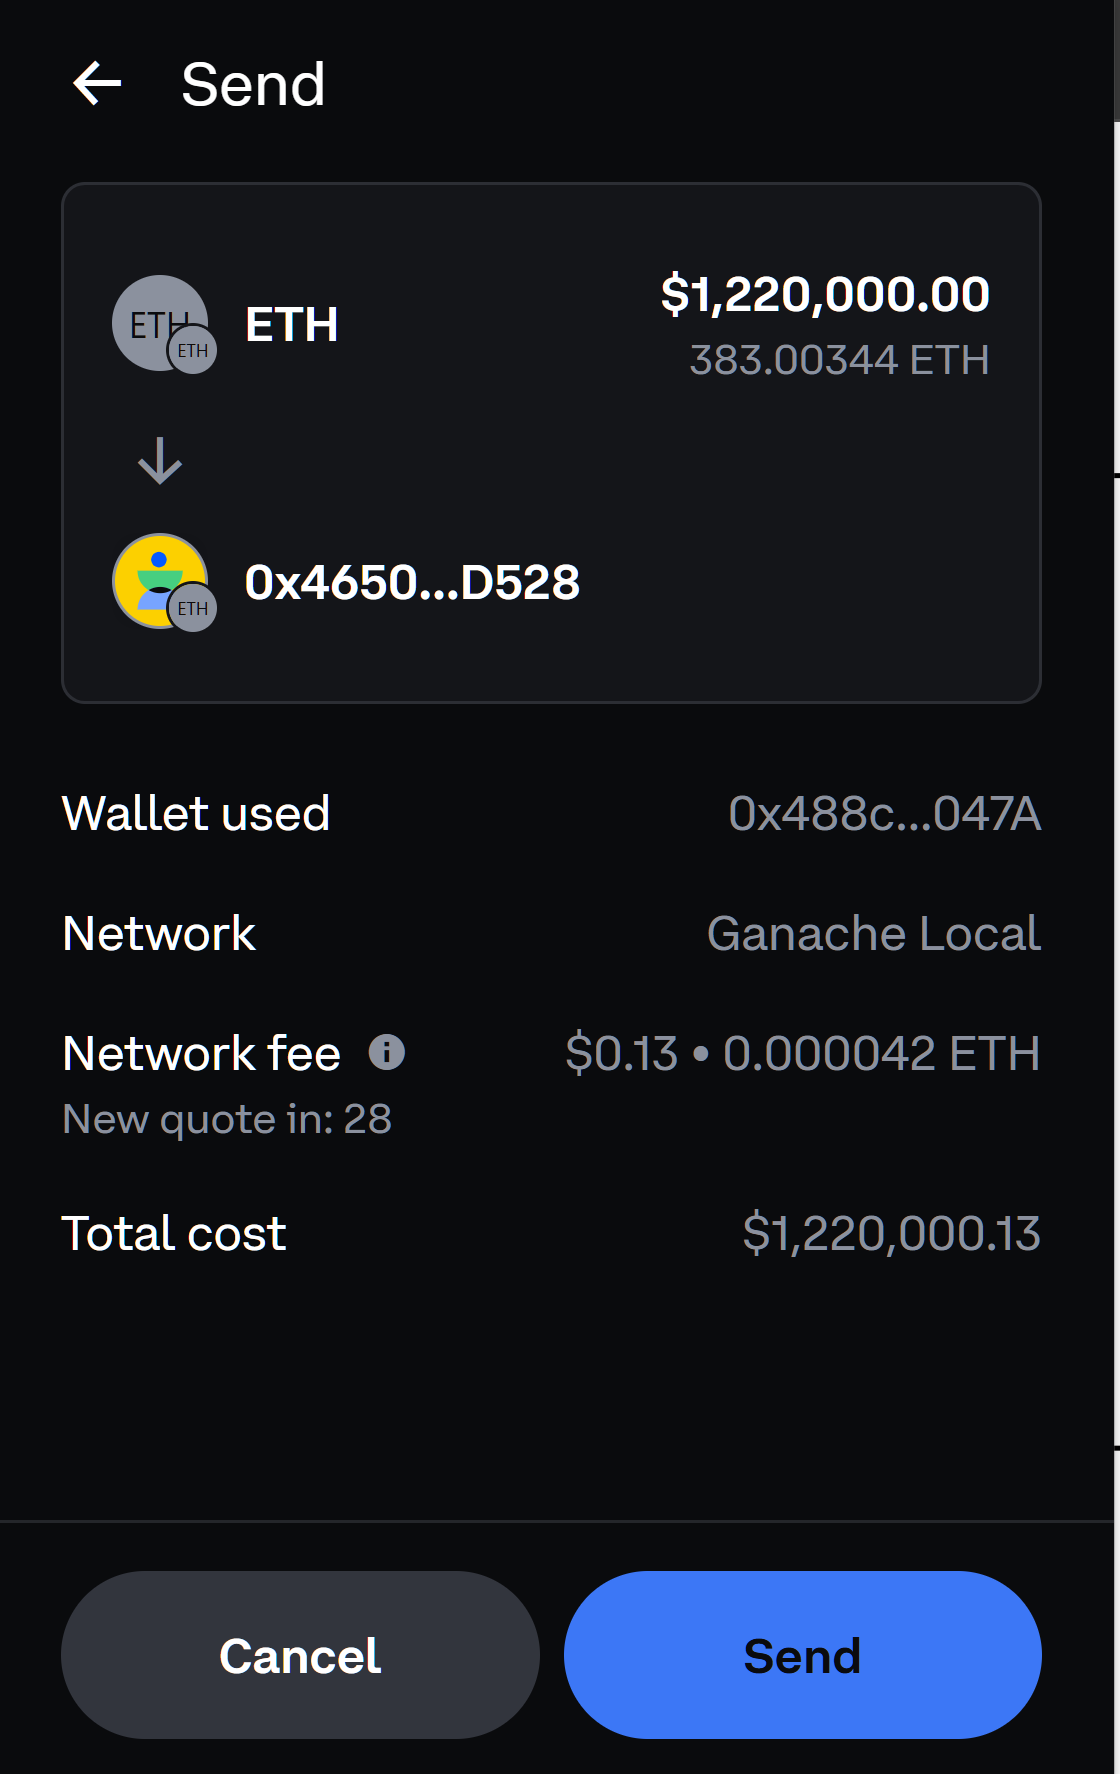 Send
ETH
ETH
ETH
$1,220,000.00
383.00344 ETH
ETH
0x4650...D528
Wallet used
0x488c...047A
Network
Ganache Local
Network fee
$0.13 • 0.000042 ETH
New quote in: 28
Total cost
$1,220,000.13
Cancel
Send